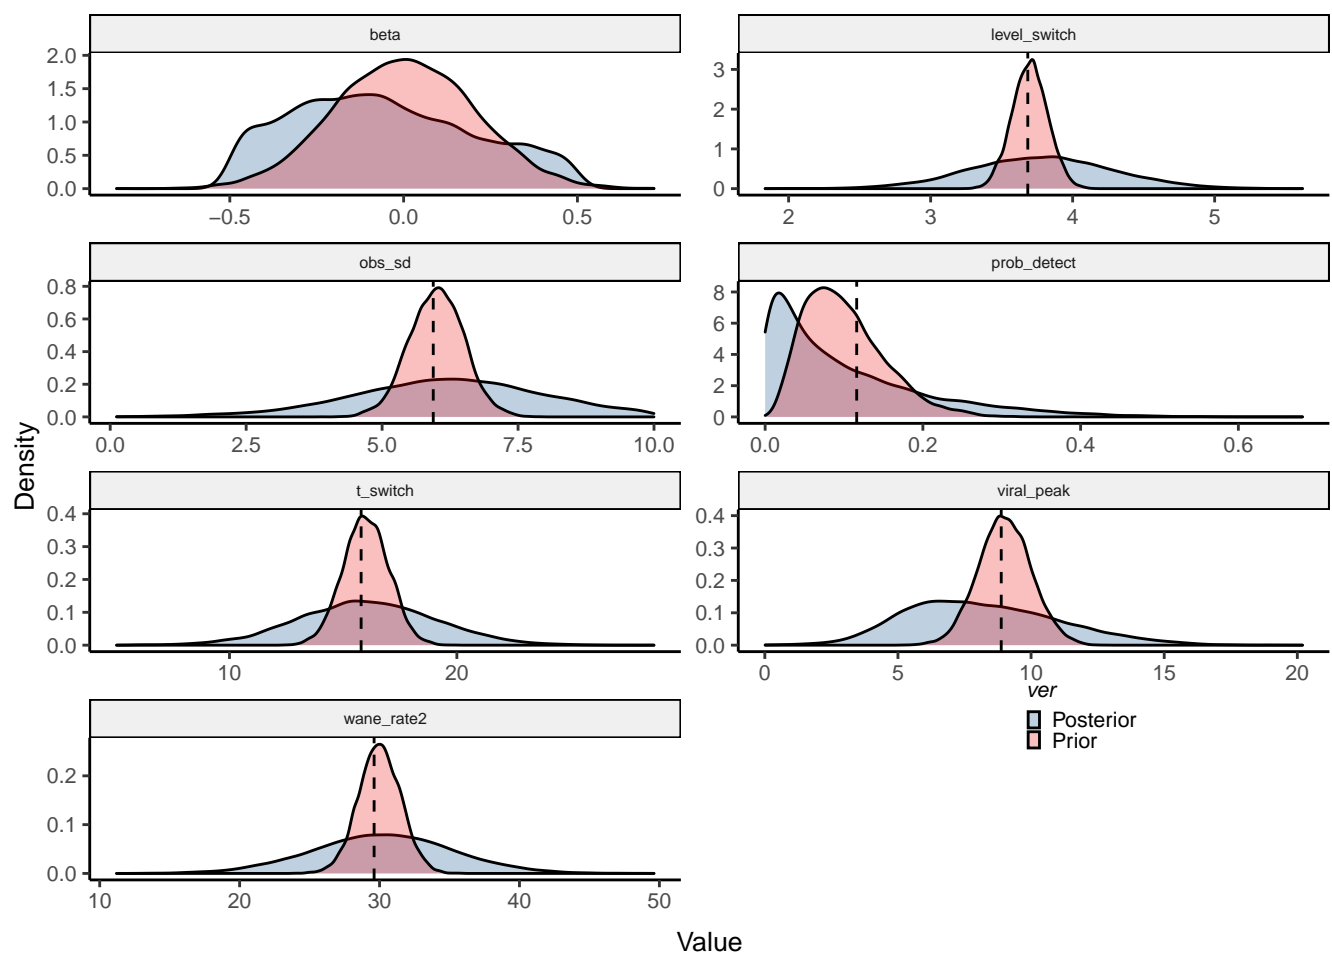 beta
2.0
1.5
1.0
0.5
0.0
−0.5 0.0 0.5
level_switch
3
2
1
0
2 3 4 5
obs_sd
0.8
0.6
0.4
0.2
0.0
0.0 2.5 5.0 7.5 10.0
prob_detect
8
6
4
2
0
0.0 0.2 0.4 0.6
t_switch
0.4
0.3
0.2
0.1
0.0
10 20
viral_peak
0.4
0.3
0.2
0.1
0.0
0 5 10 15 20
wane_rate2
0.2
0.1
0.0
10 20 30 40 50
ver
Posterior
Prior
Density
Value